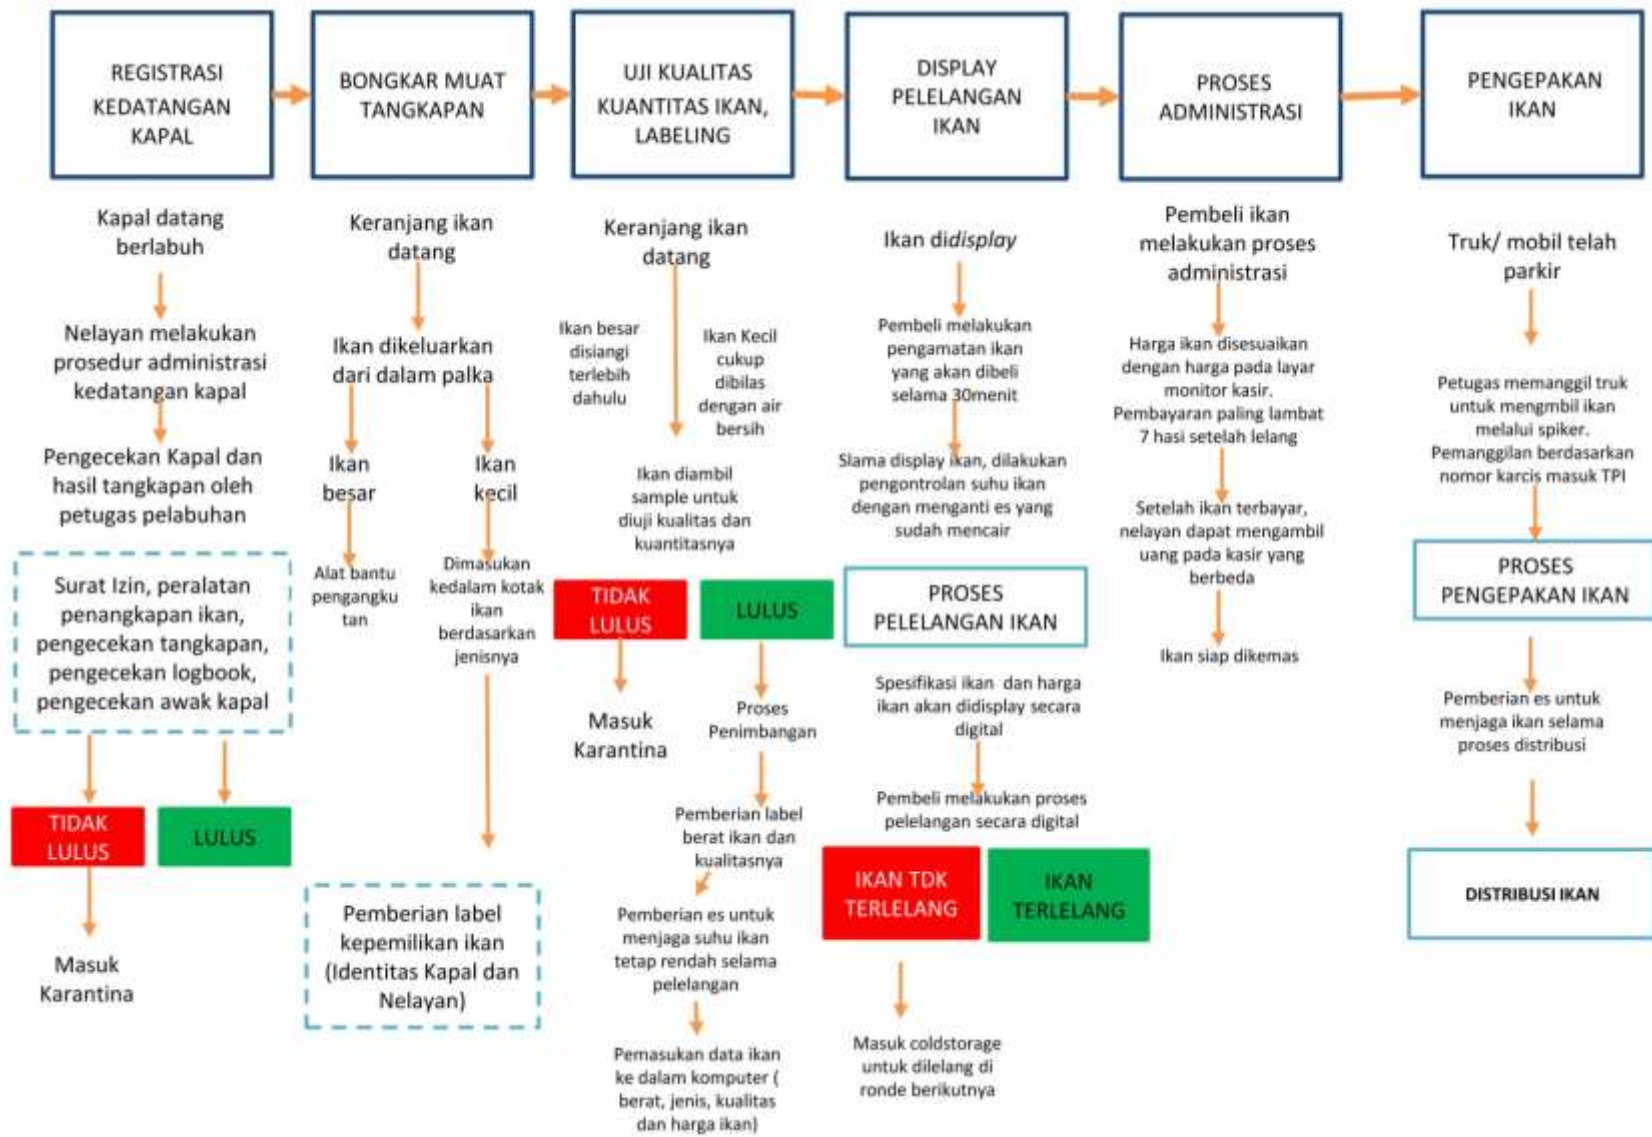 REGISTRASI
KEDATANGAN
KAPAL
BONGKAR MUAT
TANGKAPAN
UJI KUALITAS
KUANTITAS IKAN,
LABELING
DISPLAY
PELELANGAN
IKAN
PROSES
ADMINISTRASI
PENGEPAKAN
IKAN
Kapal datang
berlabuh
Nelayan melakukan
prosedur administrasi
kedatangan kapal
Pengecekan Kapal dan
hasil tangkapan oleh
petugas pelabuhan
Surat Izin, peralatan
penangkapan ikan,
pengecekan tangkapan,
pengecekan logbook,
pengecekan awak kapal
TIDAK
LULUS
LULUS
Masuk
Karantina
Keranjang ikan
datang
Ikan dikeluarkan
dari dalam palka
Ikan
besar
Ikan
kecil
Alat bantu
pengangku
tan
Dimasukan
kedalam kotak
ikan
berdasarkan
jenisnya
Pemberian label
kepemilikan ikan
(Identitas Kapal dan
Nelayan)
Keranjang ikan
datang
Ikan besar
disiangi
terlebih
dahulu
Ikan Kecil
cukup
dibilas
dengan air
bersih
Ikan diambil
sample untuk
diuji kualitas dan
kuantitasnya
TIDAK
LULUS
LULUS
Masuk
Karantina
Proses
Penimbangan
Pemberian label
berat ikan dan
kualitasnya
Pemberian es untuk
menjaga suhu ikan
tetap rendah selama
pelelangan
Pemasukan data ikan
ke dalam komputer (
berat, jenis, kualitas
dan harga ikan)
Ikan didisplay
Pembeli melakukan
pengamatan ikan
yang akan dibeli
selama 30menit
Slama display ikan, dilakukan
pengontrolan suhu ikan
dengan menganti es yang
sudah mencair
PROSES
PELELANGAN IKAN
Spesifikasi ikan dan harga
ikan akan didisplay secara
digital
Pembeli melakukan proses
pelelangan secara digital
IKAN TDK
TERLELANG
IKAN
TERLELANG
Masuk coldstorage
untuk dilelang di
ronde berikutnya
Pembeli ikan
melakukan proses
administrasi
Harga ikan disesuaikan
dengan harga pada layar
monitor kasir.
Pembayaran paling lambat
7 hasi setelah lelang
Setelah ikan terbayar,
nelayan dapat mengambil
uang pada kasir yang
berbeda
Ikan siap dikemas
Truk/ mobil telah
parkir
Petugas memanggil truk
untuk mengmbil ikan
melalui spiker.
Pemanggilan berdasarkan
nomor karcis masuk TPI
PROSES
PENGEPAKAN IKAN
Pemberian es untuk
menjaga ikan selama
proses distribusi
DISTRIBUSI IKAN